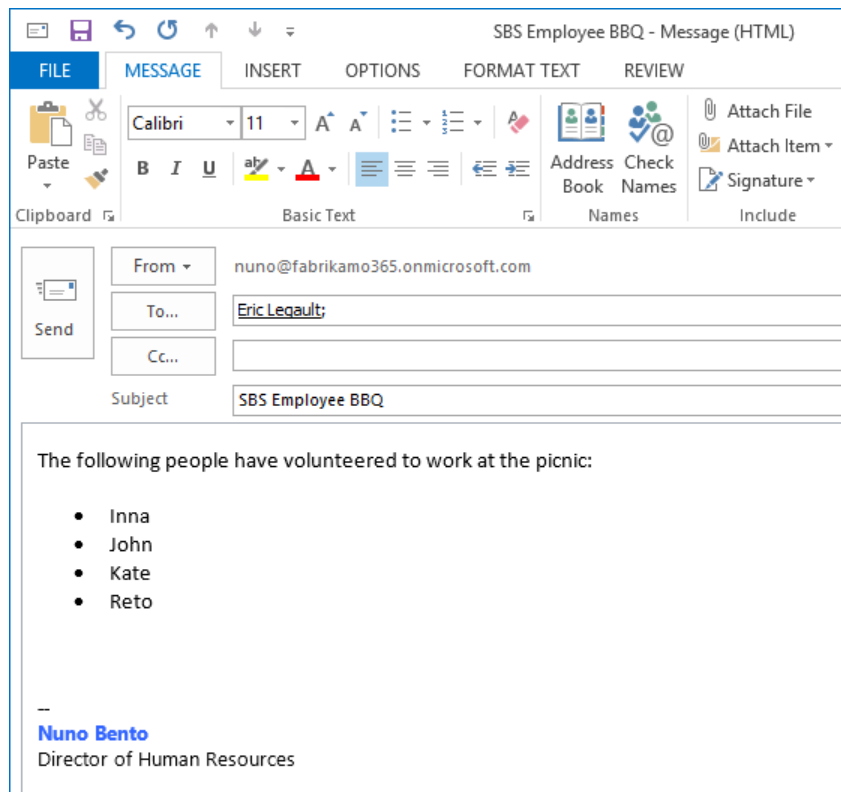 SBS Employee BBQ - Message (HTML)
FILE MESSAGE INSERT OPTIONS FORMAT TEXT REVIEW
Calibri 11 A A Attach File
Paste B I U aby A Address Check Attach Item
Book Names Signature
Clipboard Basic Text Names Include
From nuno@fabrikamo365.onmicrosoft.com
To... Eric Legault;
Send
Cc...
Subject SBS Employee BBQ
The following people have volunteered to work at the picnic:
• Inna
• John
• Kate
• Reto
--
Nuno Bento
Director of Human Resources